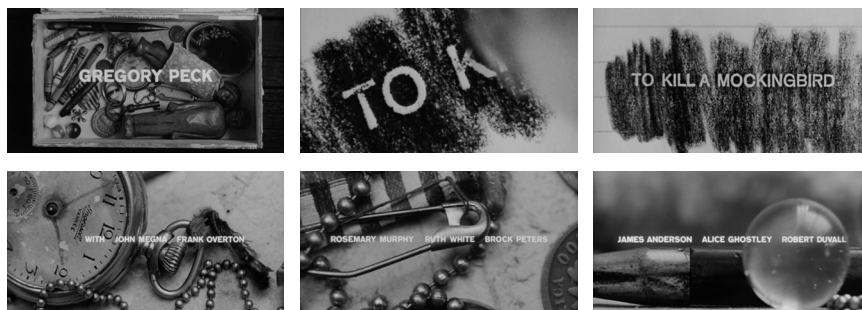 GREGORY PECK
TO K
TO KILL A MOCKINGBIRD
WITH JOHN MEGNA FRANK OVERTON
ROSEMARY MURPHY RUTH WHITE BROCK PETERS
JAMES ANDERSON ALICE GHOSTLEY ROBERT DUVALL